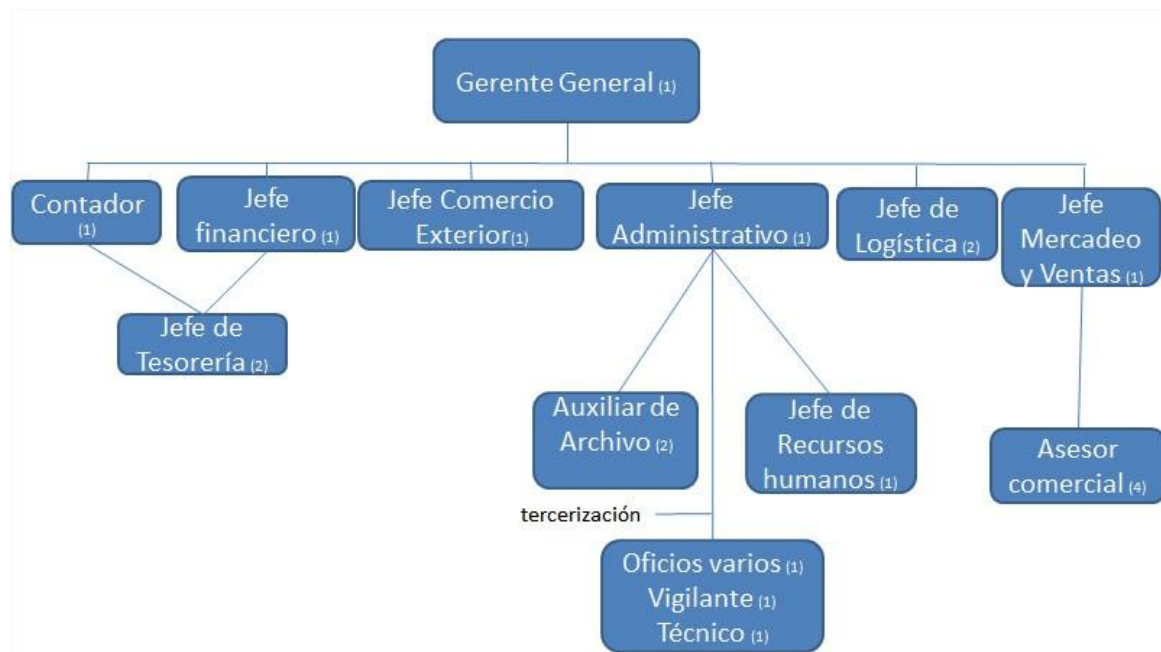 Gerente General (1)
Contador
(1)
Jefe
financiero (1)
Jefe Comercio
Exterior(1)
Jefe
Administrativo (1)
Jefe de
Logística (2)
Jefe
Mercadeo
y Ventas (1)
Jefe de
Tesorería (2)
Auxiliar de
Archivo (2)
Jefe de
Recursos
humanos (1)
Asesor
comercial (4)
tercerización
Oficios varios (1)
Vigilante (1)
Técnico (1)